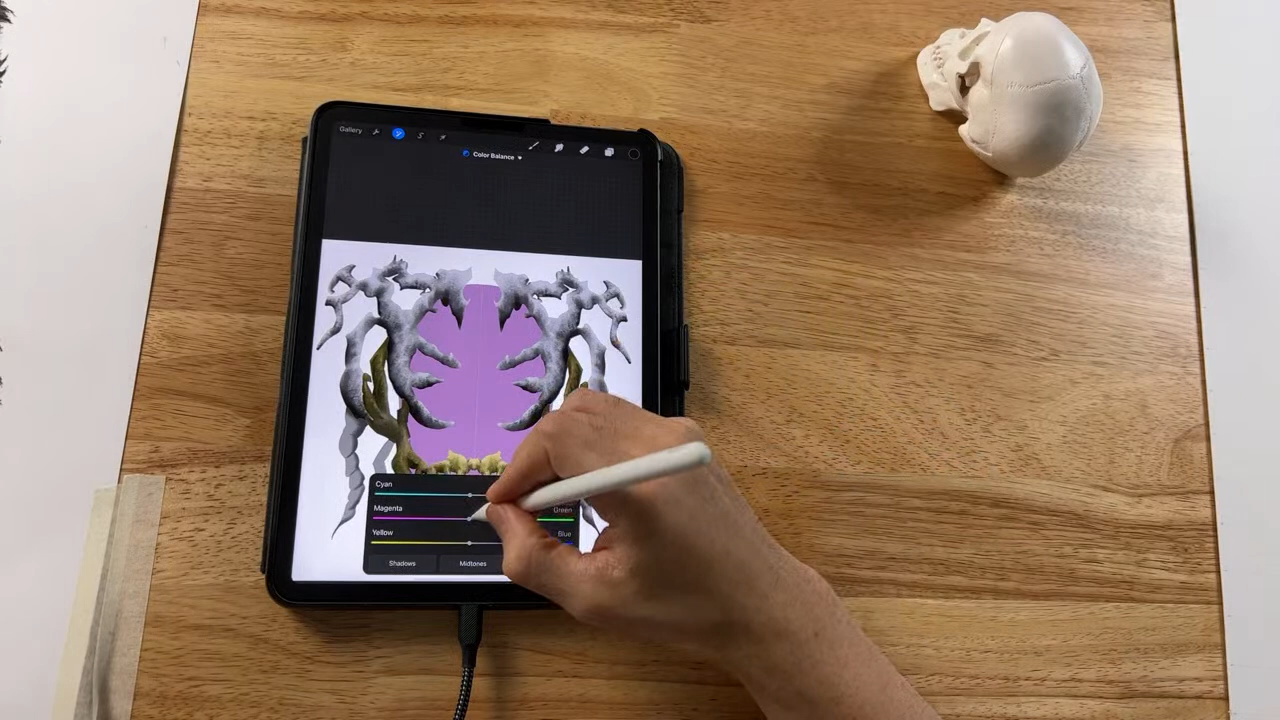 Gallery
Color Balance
Cyan
Magenta
Green
Yellow
Blue
Shadows
Midtones